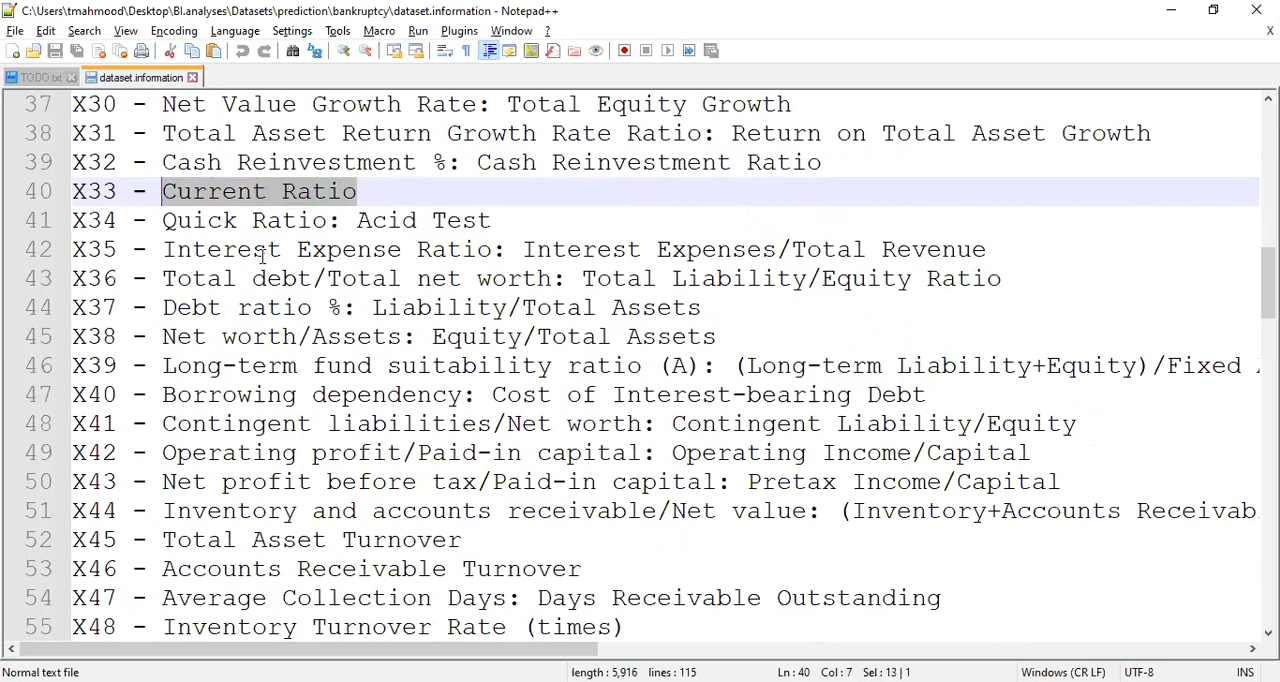 C:\Users\tmahmood\Desktop\BI.analyses\Datasets\prediction\bankruptcy\dataset.information - Notepad++
File Edit Search View Encoding Language Settings Tools Macro Run Plugins Window ? X
TODO.txt dataset.information
37 X30 - Net Value Growth Rate: Total Equity Growth
38 X31 - Total Asset Return Growth Rate Ratio: Return on Total Asset Growth
39 X32 - Cash Reinvestment %: Cash Reinvestment Ratio
40 X33 - Current Ratio
41 X34 - Quick Ratio: Acid Test
42 X35 - Interest Expense Ratio: Interest Expenses/Total Revenue
43 X36 - Total debt/Total net worth: Total Liability/Equity Ratio
44 X37 - Debt ratio %: Liability/Total Assets
45 X38 - Net worth/Assets: Equity/Total Assets
46 X39 - Long-term fund suitability ratio (A): (Long-term Liability+Equity)/Fixed
47 X40 - Borrowing dependency: Cost of Interest-bearing Debt
48 X41 - Contingent liabilities/Net worth: Contingent Liability/Equity
49 X42 - Operating profit/Paid-in capital: Operating Income/Capital
50 X43 - Net profit before tax/Paid-in capital: Pretax Income/Capital
51 X44 - Inventory and accounts receivable/Net value: (Inventory+Accounts Receivab
52 X45 - Total Asset Turnover
53 X46 - Accounts Receivable Turnover
54 X47 - Average Collection Days: Days Receivable Outstanding
55 X48 - Inventory Turnover Rate (times)
Normal text file length : 5,916 lines : 115 Ln : 40 Col : 7 Sel : 13 | 1 Windows (CR LF) UTF-8 INS